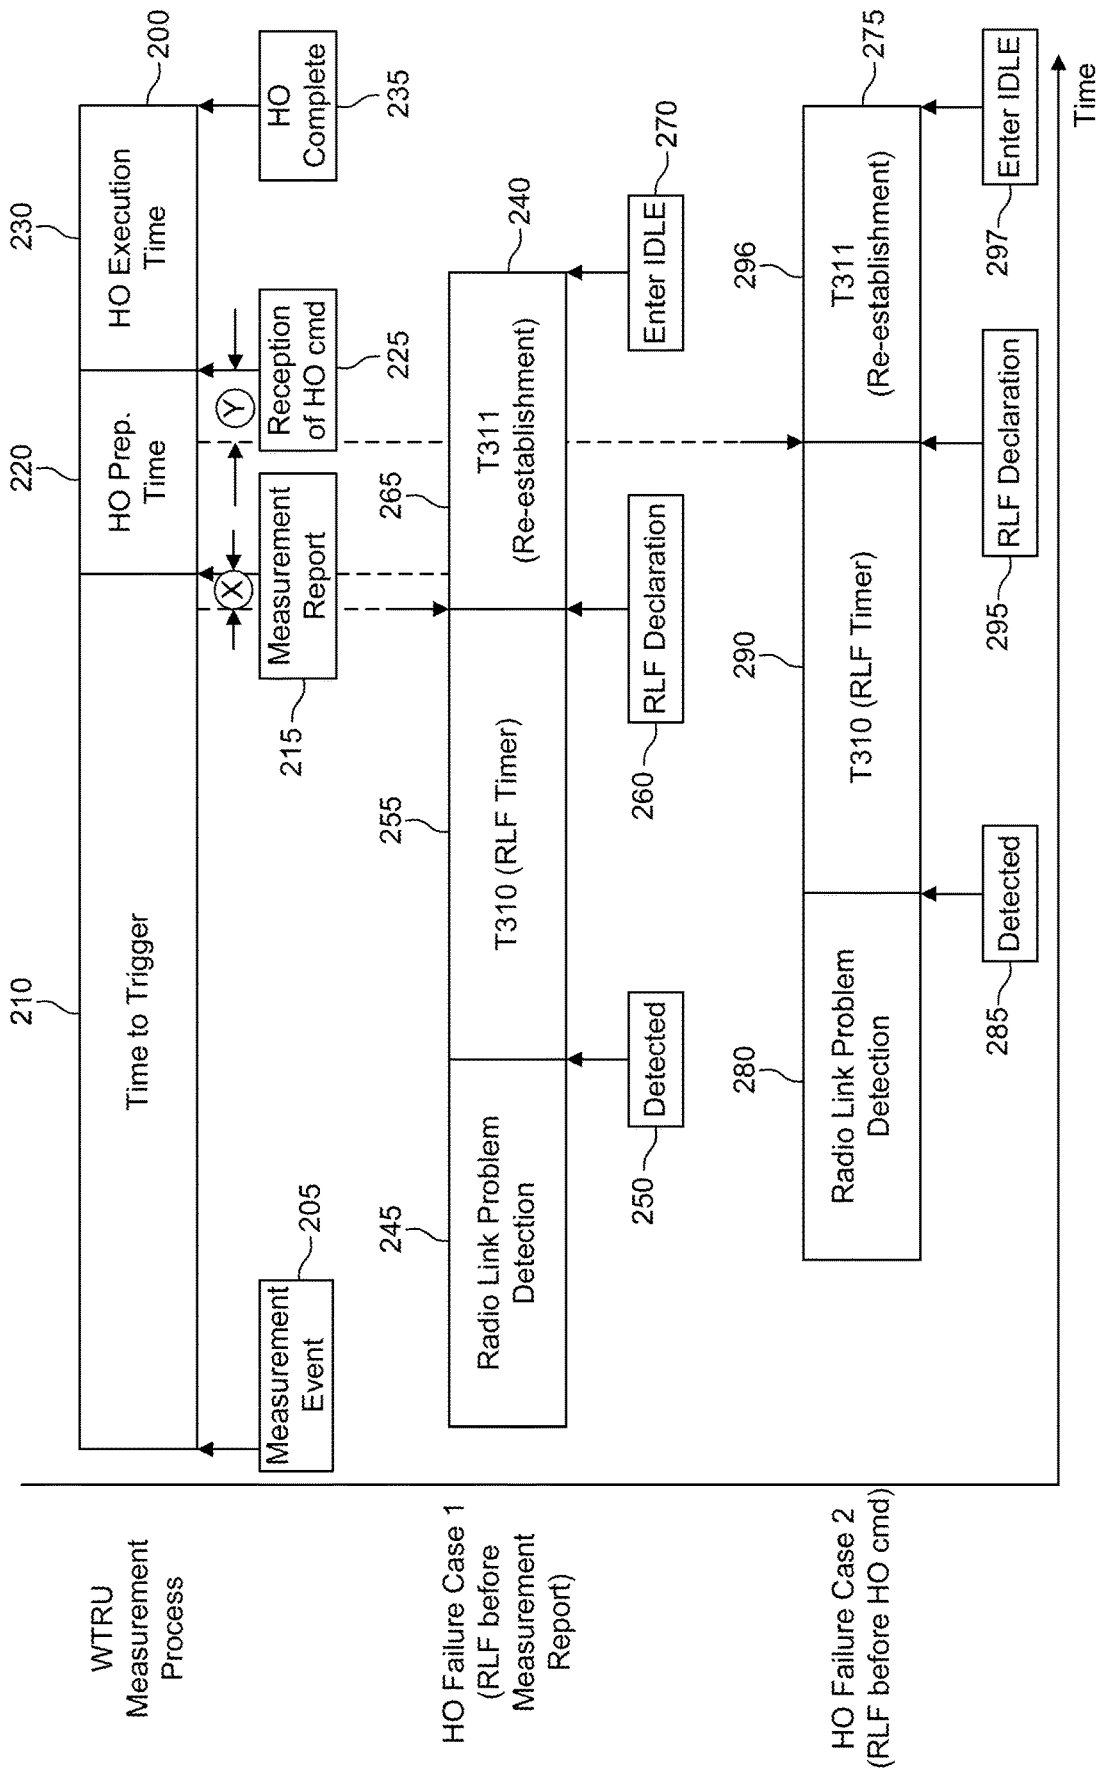 WTRU
Measurement
Process
210
220
230
200
Time to Trigger
HO Prep.
Time
HO Execution
Time
X
Y
Measurement
Event
205
Measurement
Report
215
Reception
of HO cmd
225
HO
Complete
235
HO Failure Case 1
(RLF before
Measurement
Report)
245
255
265
240
Radio Link Problem
Detection
T310 (RLF Timer)
T311
(Re-establishment)
Detected
250
RLF Declaration
260
Enter IDLE
270
HO Failure Case 2
(RLF before HO cmd)
280
290
296
275
Radio Link Problem
Detection
T310 (RLF Timer)
T311
(Re-establishment)
Detected
285
RLF Declaration
295
Enter IDLE
297
Time